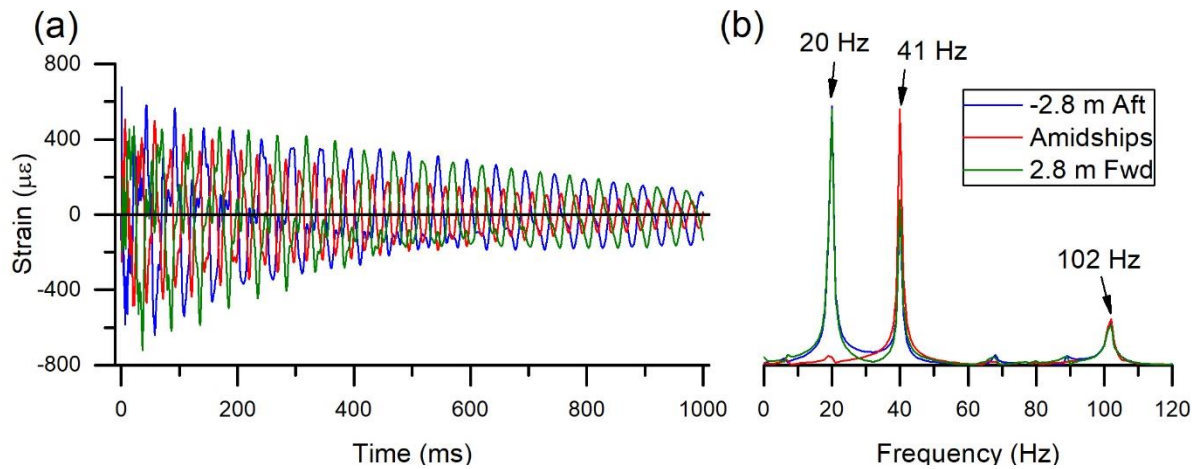 (a)
800
400
0
-400
-800
Strain (με)
0 200 400 600 800 1000
Time (ms)
(b)
20 Hz
41 Hz
-2.8 m Aft
Amidships
2.8 m Fwd
102 Hz
0 20 40 60 80 100 120
Frequency (Hz)